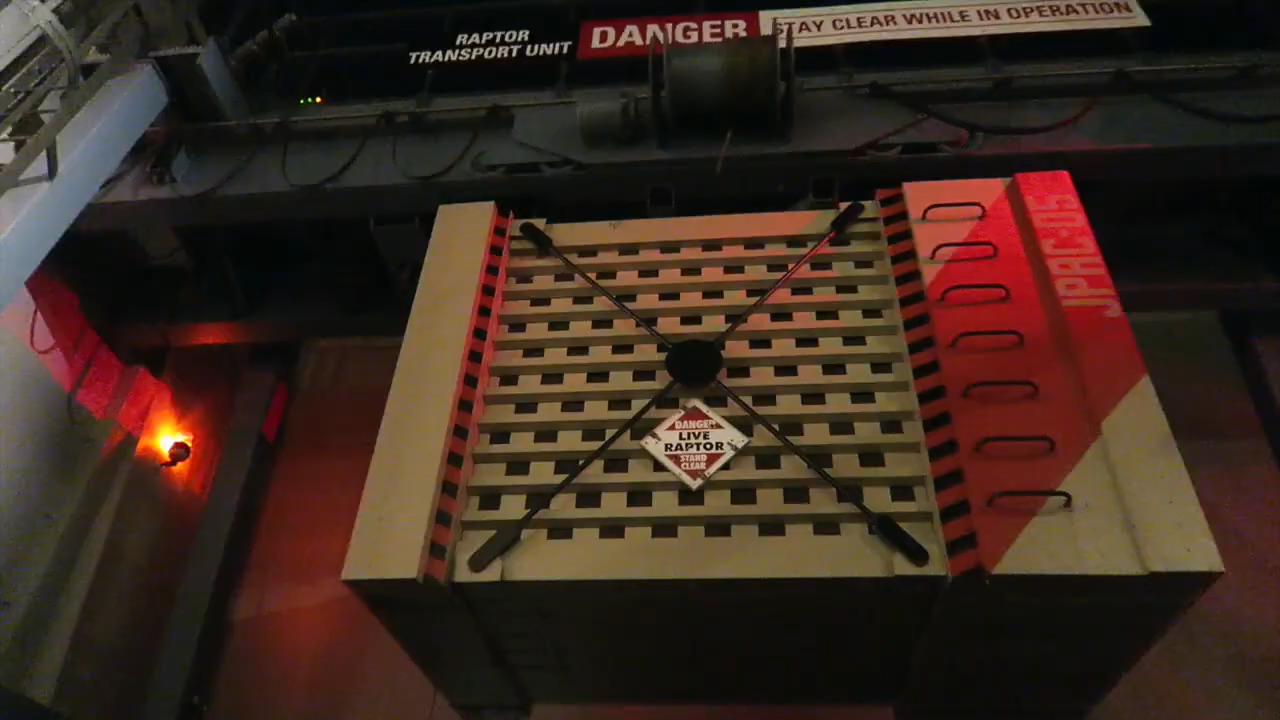 RAPTOR
TRANSPORT UNIT
DANGER
STAY CLEAR WHILE IN OPERATION
JPRC-05
DANGER
LIVE
RAPTOR
STAND
CLEAR